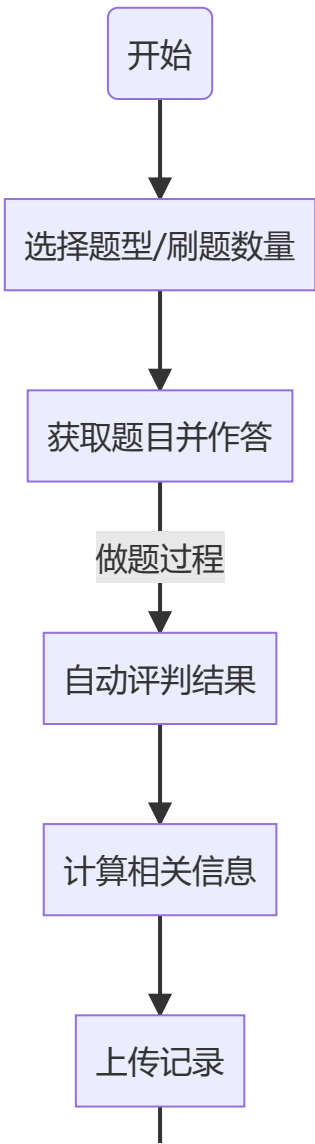 开始
选择题型/刷题数量
获取题目并作答
做题过程
自动评判结果
计算相关信息
上传记录